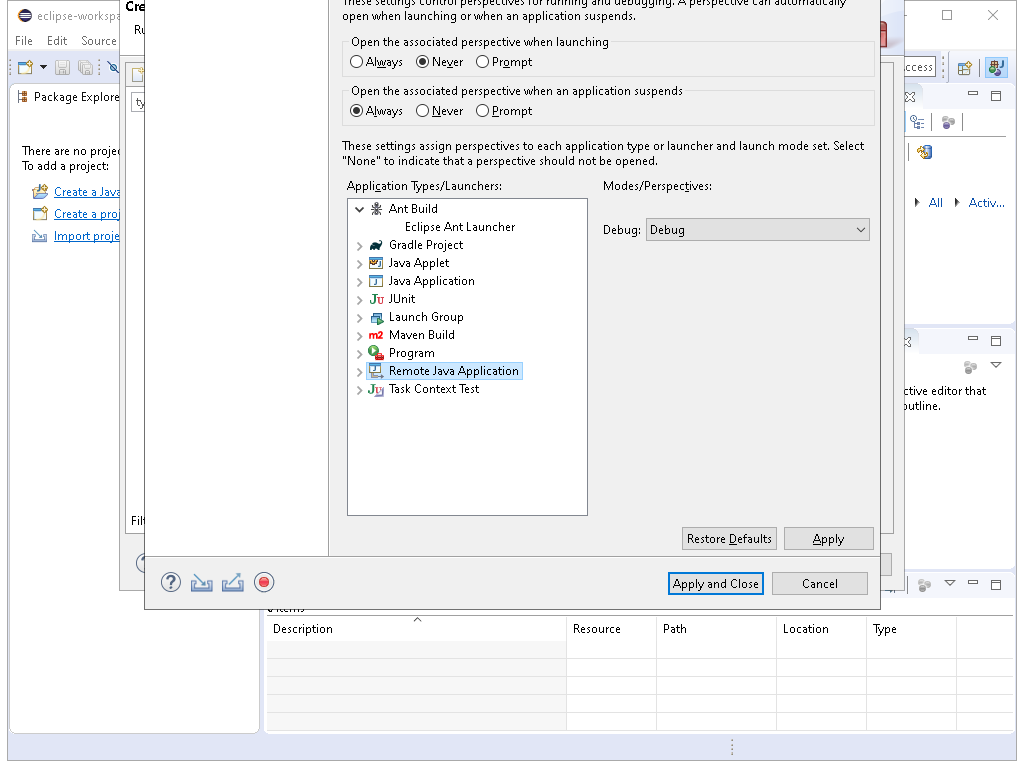 eclipse-workspa
File Edit Source
Cre
Ru
These settings control perspectives for running and debugging. A perspective can automatically
open when launching or when an application suspends.
Open the associated perspective when launching
Always Never Prompt
Open the associated perspective when an application suspends
Always Never Prompt
These settings assign perspectives to each application type or launcher and launch mode set. Select
"None" to indicate that a perspective should not be opened.
Application Types/Launchers:
Modes/Perspectives:
Ant Build
Eclipse Ant Launcher
Gradle Project
Java Applet
Java Application
JUnit
Launch Group
m2 Maven Build
Program
Remote Java Application
Task Context Test
Debug: Debug
Restore Defaults Apply
Apply and Close Cancel
Package Explore
ty
There are no proje
To add a project:
Create a Java
Create a proj
Import proje
Filt
ccess
All Activ...
ctive editor that
outline.
0 items
Description Resource Path Location Type